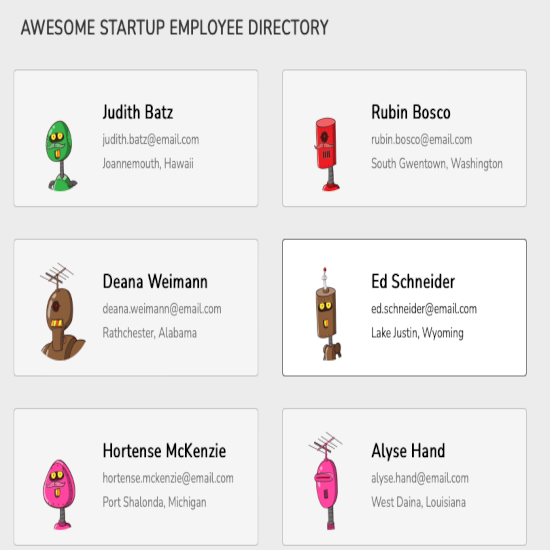 AWESOME STARTUP EMPLOYEE DIRECTORY
Judith Batz
judith.batz@email.com
Joannemouth, Hawaii
Rubin Bosco
rubin.bosco@email.com
South Gwentown, Washington
Deana Weimann
deana.weimann@email.com
Rathchester, Alabama
Ed Schneider
ed.schneider@email.com
Lake Justin, Wyoming
Hortense McKenzie
hortense.mckenzie@email.com
Port Shalonda, Michigan
Alyse Hand
alyse.hand@email.com
West Daina, Louisiana